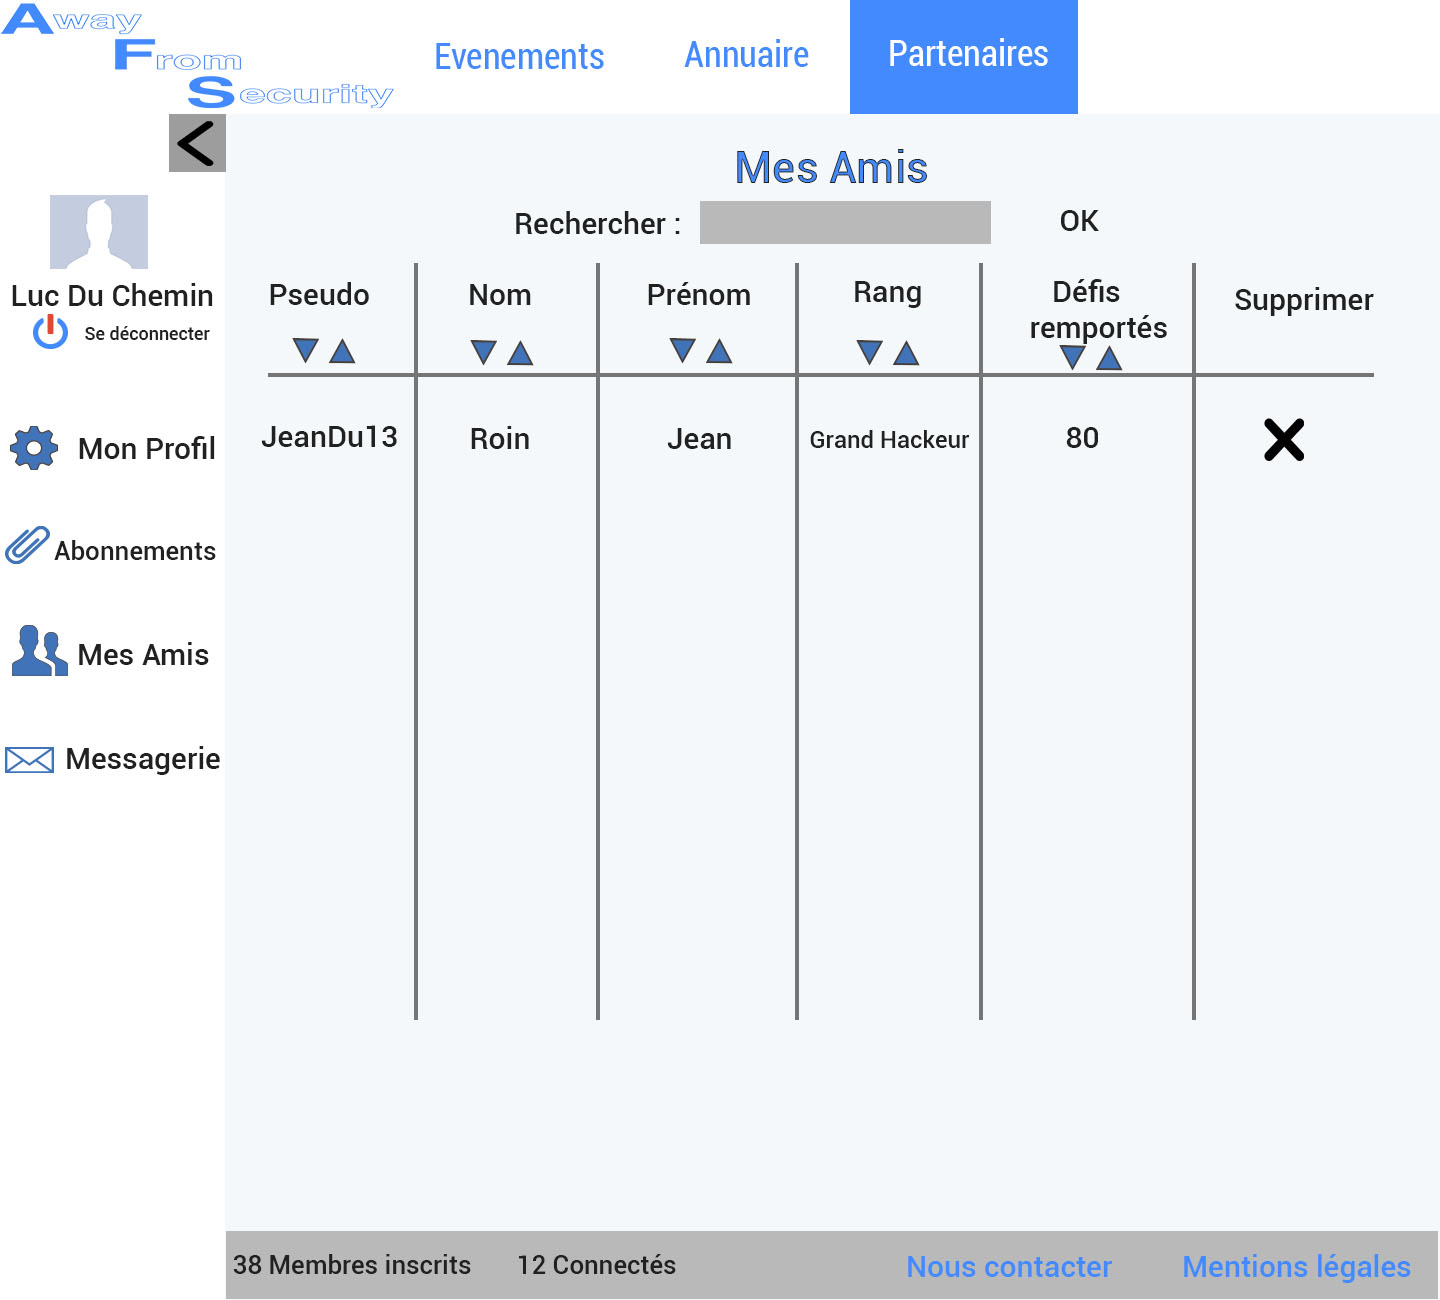 Away
From
Security
Evenements
Annuaire
Partenaires
Mes Amis
Rechercher :
OK
Luc Du Chemin
Se déconnecter
Mon Profil
Abonnements
Mes Amis
Messagerie
Pseudo
Nom
Prénom
Rang
Défis
remportés
Supprimer
JeanDu13
Roin
Jean
Grand Hackeur
80
38 Membres inscrits
12 Connectés
Nous contacter
Mentions légales